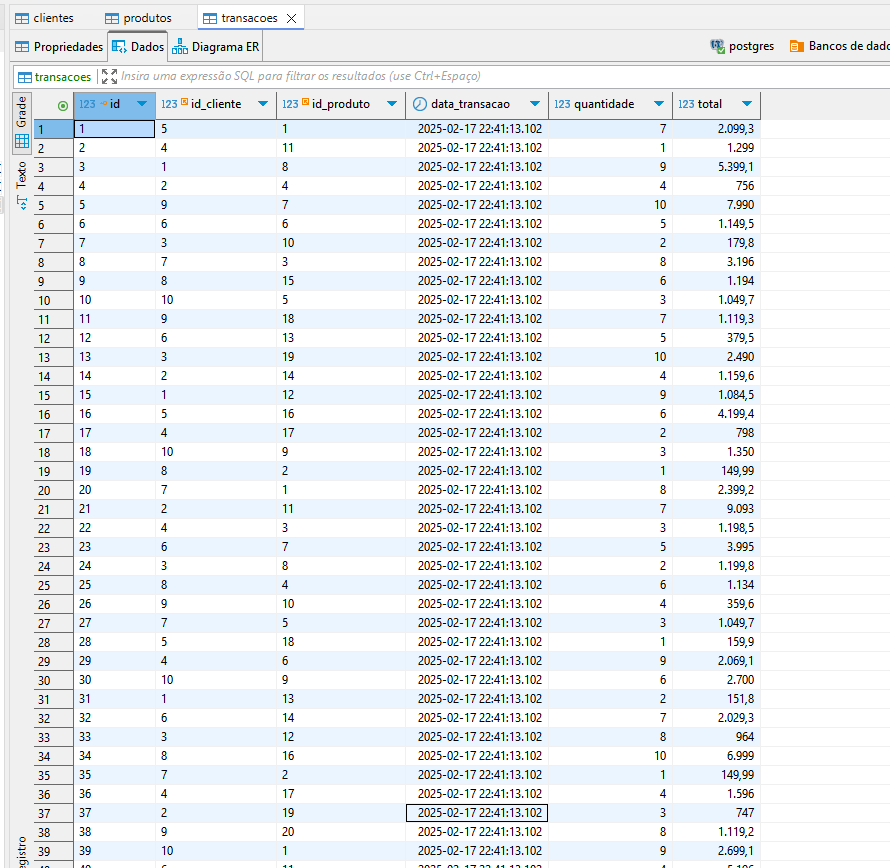 clientes produtos transacoes
Propriedades Dados Diagrama ER postgres Bancos de dado
transacoes Insira uma expressão SQL para filtrar os resultados (use Ctrl+Espaço)
Grade
Texto
123 id 123 id_cliente 123 id_produto data_transacao 123 quantidade 123 total
1 1 5 1 2025-02-17 22:41:13.102 7 2.099,3
2 2 4 11 2025-02-17 22:41:13.102 1 1.299
3 3 1 8 2025-02-17 22:41:13.102 9 5.399,1
4 4 2 4 2025-02-17 22:41:13.102 4 756
5 5 9 7 2025-02-17 22:41:13.102 10 7.990
6 6 6 6 2025-02-17 22:41:13.102 5 1.149,5
7 7 3 10 2025-02-17 22:41:13.102 2 179,8
8 8 7 3 2025-02-17 22:41:13.102 8 3.196
9 9 8 15 2025-02-17 22:41:13.102 6 1.194
10 10 10 5 2025-02-17 22:41:13.102 3 1.049,7
11 11 9 18 2025-02-17 22:41:13.102 7 1.119,3
12 12 6 13 2025-02-17 22:41:13.102 5 379,5
13 13 3 19 2025-02-17 22:41:13.102 10 2.490
14 14 2 14 2025-02-17 22:41:13.102 4 1.159,6
15 15 1 12 2025-02-17 22:41:13.102 9 1.084,5
16 16 5 16 2025-02-17 22:41:13.102 6 4.199,4
17 17 4 17 2025-02-17 22:41:13.102 2 798
18 18 10 9 2025-02-17 22:41:13.102 3 1.350
19 19 8 2 2025-02-17 22:41:13.102 1 149,99
20 20 7 1 2025-02-17 22:41:13.102 8 2.399,2
21 21 2 11 2025-02-17 22:41:13.102 7 9.093
22 22 4 3 2025-02-17 22:41:13.102 3 1.198,5
23 23 6 7 2025-02-17 22:41:13.102 5 3.995
24 24 3 8 2025-02-17 22:41:13.102 2 1.199,8
25 25 8 4 2025-02-17 22:41:13.102 6 1.134
26 26 9 10 2025-02-17 22:41:13.102 4 359,6
27 27 7 5 2025-02-17 22:41:13.102 3 1.049,7
28 28 5 18 2025-02-17 22:41:13.102 1 159,9
29 29 4 6 2025-02-17 22:41:13.102 9 2.069,1
30 30 10 9 2025-02-17 22:41:13.102 6 2.700
31 31 1 13 2025-02-17 22:41:13.102 2 151,8
32 32 6 14 2025-02-17 22:41:13.102 7 2.029,3
33 33 3 12 2025-02-17 22:41:13.102 8 964
34 34 8 16 2025-02-17 22:41:13.102 10 6.999
35 35 7 2 2025-02-17 22:41:13.102 1 149,99
36 36 4 17 2025-02-17 22:41:13.102 4 1.596
37 37 2 19 2025-02-17 22:41:13.102 3 747
38 38 9 20 2025-02-17 22:41:13.102 8 1.119,2
39 39 10 1 2025-02-17 22:41:13.102 9 2.699,1
egistro